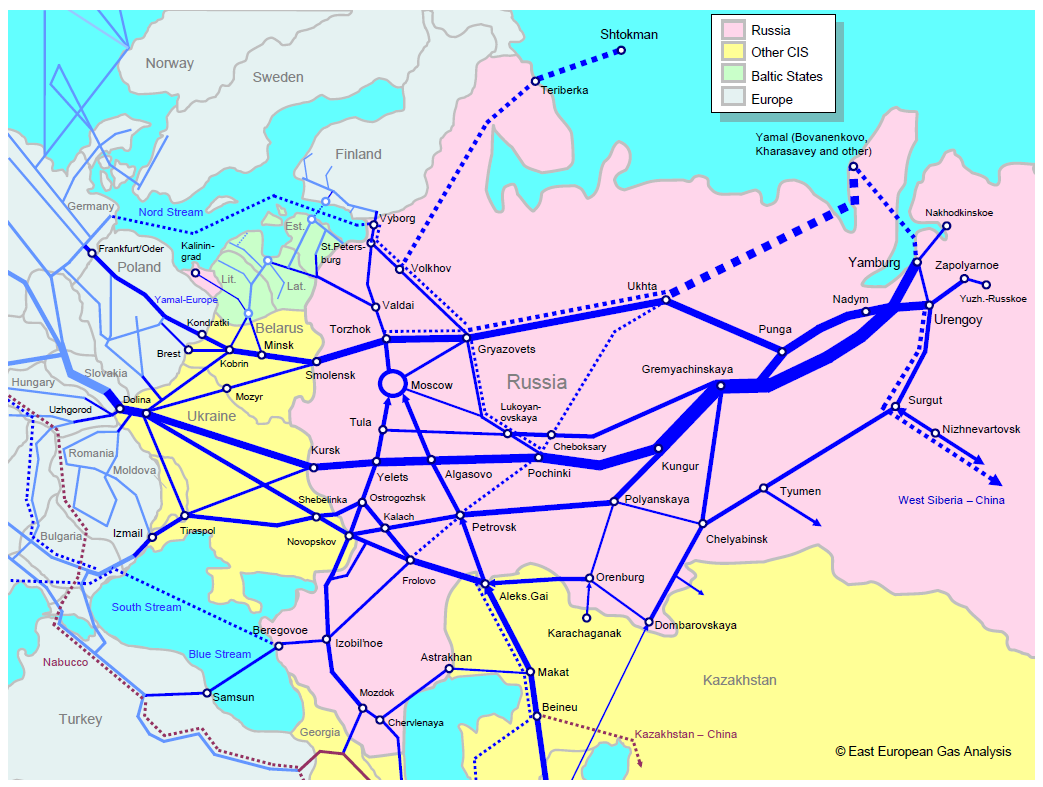 Shtokman
Russia
Other CIS
Baltic States
Europe
Norway
Sweden
Teriberka
Finland
Yamal (Bovanenkovo,
Kharasavey and other)
Germany
Nord Stream
Vyborg
Nakhodkinskoe
Est.
Frankfurt/Oder
Kalinin-
grad
St.Peters-
burg
Volkhov
Yamburg
Zapolyarnoe
Poland
Lit.
Lat.
Ukhta
Nadym
Yuzh.-Russkoe
Yamal-Europe
Valdai
Urengoy
Kondratki
Belarus
Torzhok
Punga
Minsk
Gryazovets
Brest
Kobrin
Smolensk
Gremyachinskaya
Slovakia
Hungary
Moscow
Russia
Mozyr
Dolina
Uzhgorod
Ukraine
Lukoyan-
ovskaya
Surgut
Tula
Nizhnevartovsk
Cheboksary
Romania
Kursk
Kungur
Moldova
Yelets
Algasovo
Pochinki
Tyumen
West Siberia – China
Shebelinka
Ostrogozhsk
Polyanskaya
Kalach
Bulgaria
Izmail
Tiraspol
Novopskov
Petrovsk
Chelyabinsk
Frolovo
Orenburg
Aleks.Gai
South Stream
Karachaganak
Dombarovskaya
Beregovoe
Izobil'noe
Nabucco
Blue Stream
Astrakhan
Makat
Kazakhstan
Samsun
Mozdok
Beineu
Turkey
Chervlenaya
Georgia
Kazakhstan – China
© East European Gas Analysis